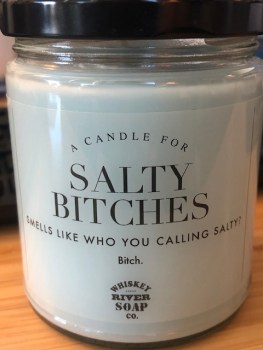 A CANDLE FOR
SALTY
BITCHES
SMELLS LIKE WHO YOU CALLING SALTY?
Bitch.
WHISKEY
RIVER
SOAP
CO.